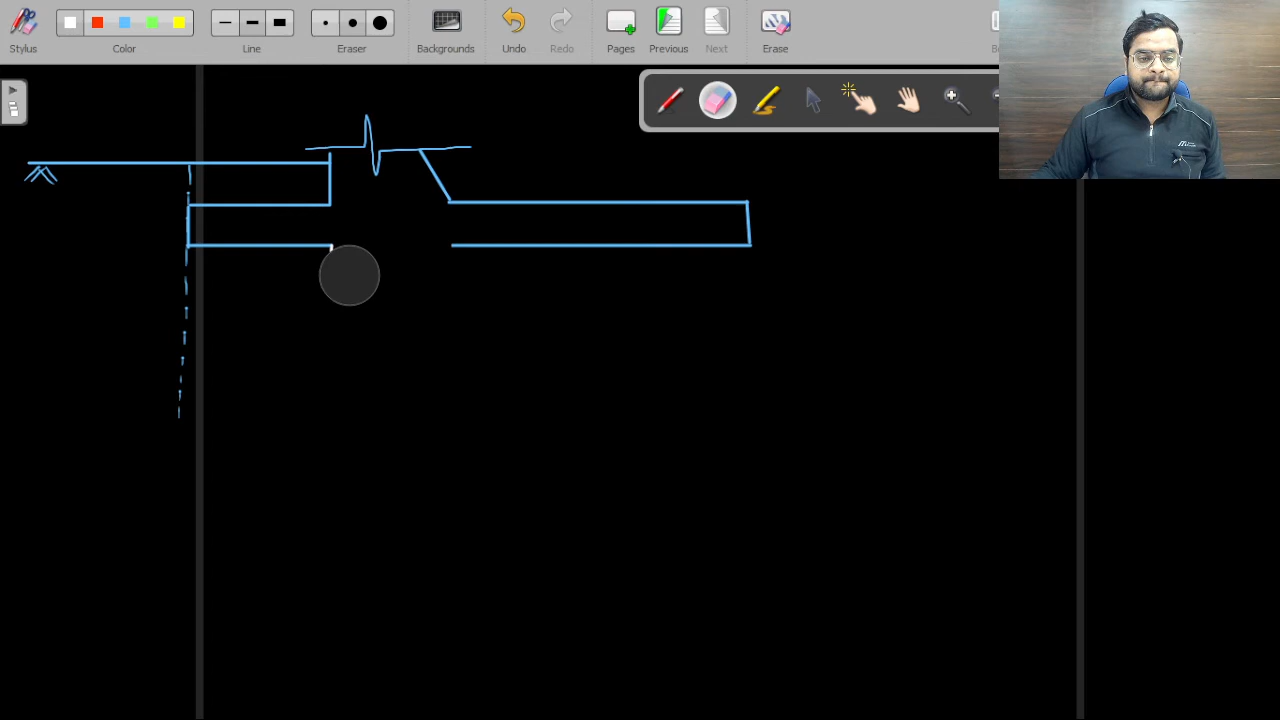 Stylus
Color
Line
Eraser
Backgrounds
Undo
Redo
Pages
Previous
Next
Erase